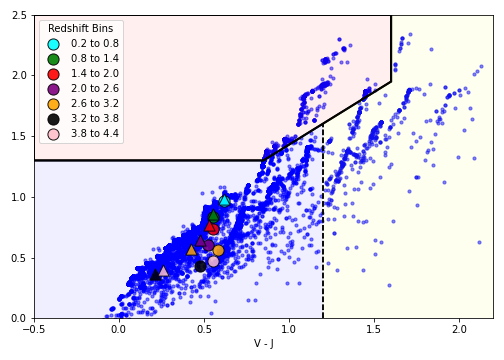 2.5
2.0
1.5
1.0
0.5
0.0
Redshift Bins
0.2 to 0.8
0.8 to 1.4
1.4 to 2.0
2.0 to 2.6
2.6 to 3.2
3.2 to 3.8
3.8 to 4.4
−0.5 0.0 0.5 1.0 1.5 2.0
V - J